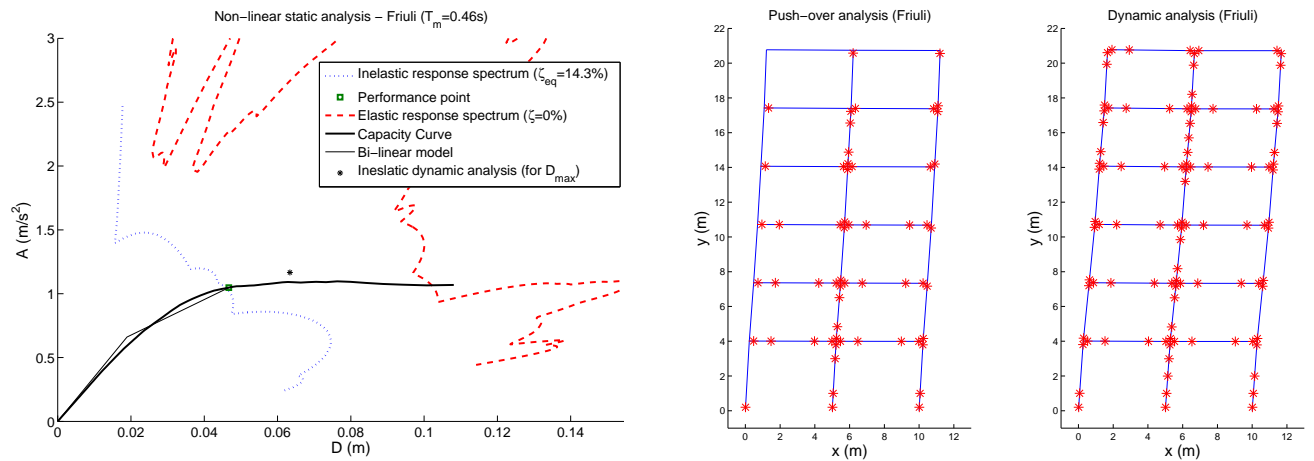 Non−linear static analysis − Friuli (Tm=0.46s)
3
2.5
2
1.5
1
0.5
0
A (m/s2)
Inelastic response spectrum (ζeq=14.3%)
Performance point
Elastic response spectrum (ζ=0%)
Capacity Curve
Bi−linear model
Ineslatic dynamic analysis (for Dmax)
0 0.02 0.04 0.06 0.08 0.1 0.12 0.14
D (m)
Push−over analysis (Friuli)
22
20
18
16
14
12
10
8
6
4
2
0
y (m)
0 2 4 6 8 10 12
x (m)
Dynamic analysis (Friuli)
22
20
18
16
14
12
10
8
6
4
2
0
y (m)
0 2 4 6 8 10 12
x (m)